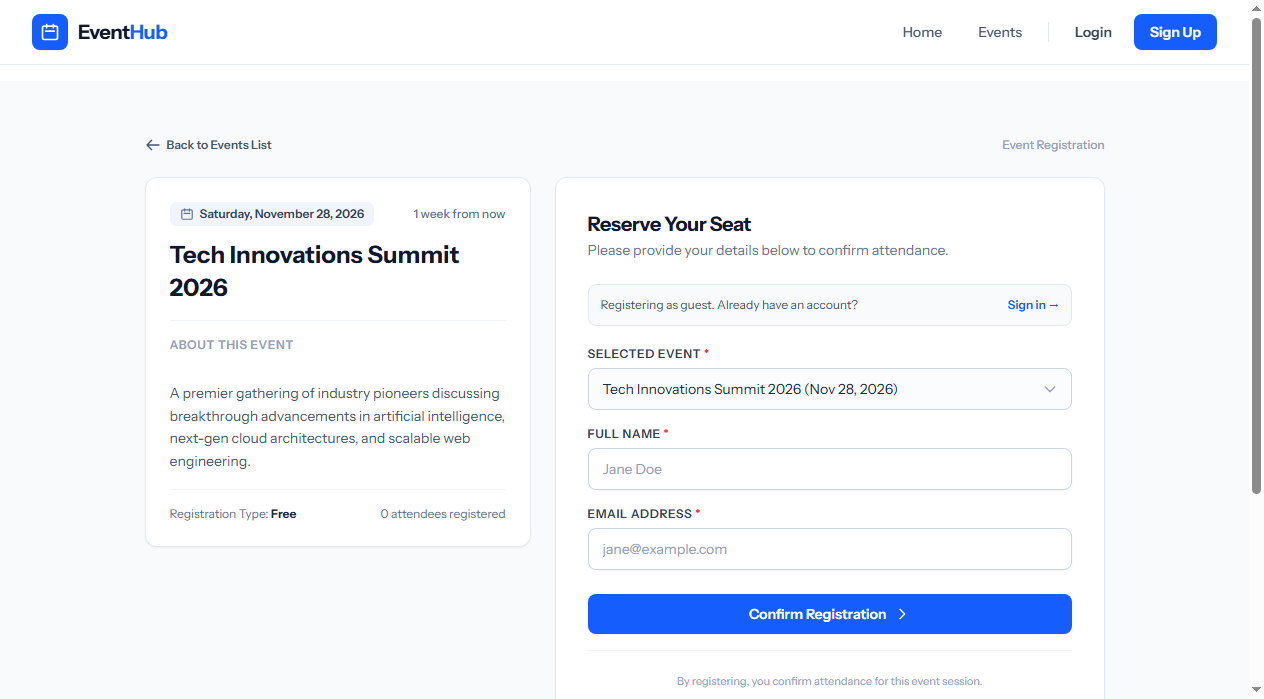 EventHub
Home
Events
Login
Sign Up
Back to Events List
Event Registration
Saturday, November 28, 2026
1 week from now
Tech Innovations Summit
2026
ABOUT THIS EVENT
A premier gathering of industry pioneers discussing
breakthrough advancements in artificial intelligence,
next-gen cloud architectures, and scalable web
engineering.
Registration Type: Free
0 attendees registered
Reserve Your Seat
Please provide your details below to confirm attendance.
Registering as guest. Already have an account?
Sign in →
SELECTED EVENT *
Tech Innovations Summit 2026 (Nov 28, 2026)
FULL NAME *
Jane Doe
EMAIL ADDRESS *
jane@example.com
Confirm Registration
By registering, you confirm attendance for this event session.